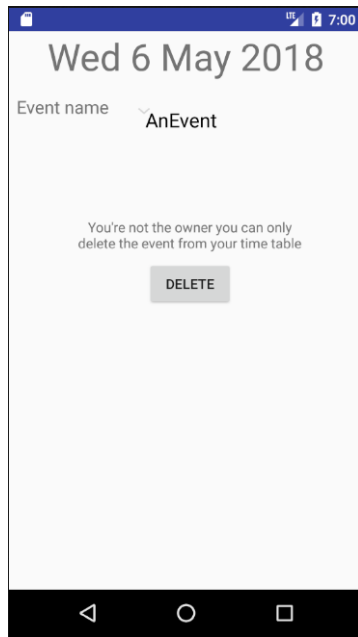 LTE 7:00
Wed 6 May 2018
Event name
AnEvent
You're not the owner you can only
delete the event from your time table
DELETE